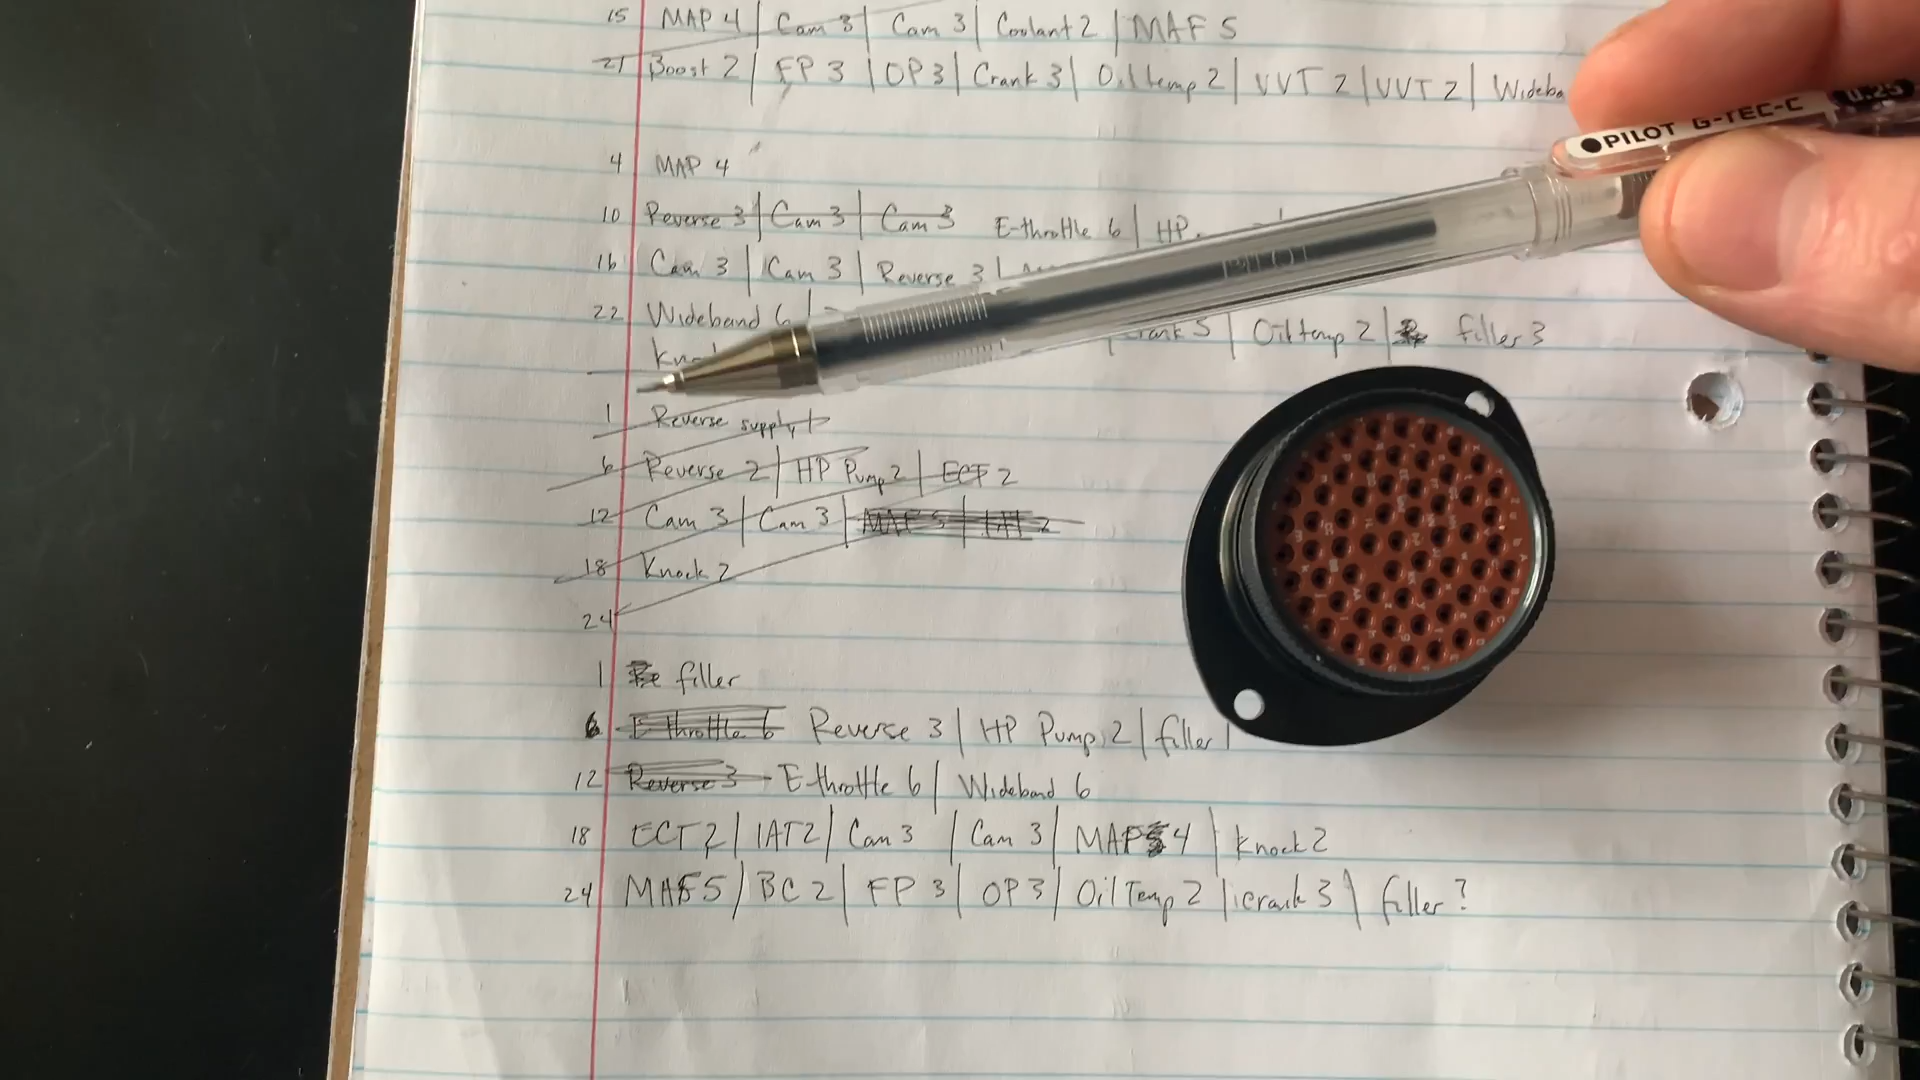 15 MAP 4 | Cam 3 | Cam 3 | Coolant 2 | MAF 5
21 Boost 2 | FP 3 | OP 3 | Crank 3 | Oil temp 2 | VVT 2 | VVT 2 | Wideba
PILOT G-TEC-C 0.25
4 MAP 4
10 Reverse 3 | Cam 3 | Cam 3 E-throttle 6 | HP
16 Cam 3 | Cam 3 | Reverse 3 |
PILOT
22 Wideband 6 |
rank 3 | Oil temp 2 | filler 3
Kno
1 Reverse supply
6 Reverse 2 | HP Pump 2 | ECT 2
12 Cam 3 | Cam 3 | MAF 5 | IAT 2
18 Knock 2
24
1 filler
6 E-throttle 6 Reverse 3 | HP Pump 2 | filler 1
12 Reverse 3 E-throttle 6 | Wideband 6
18 ECT 2 | IAT 2 | Cam 3 | Cam 3 | MAP 4 | Knock 2
24 MAF 5 | BC 2 | FP 3 | OP 3 | Oil Temp 2 | crank 3 | filler ?